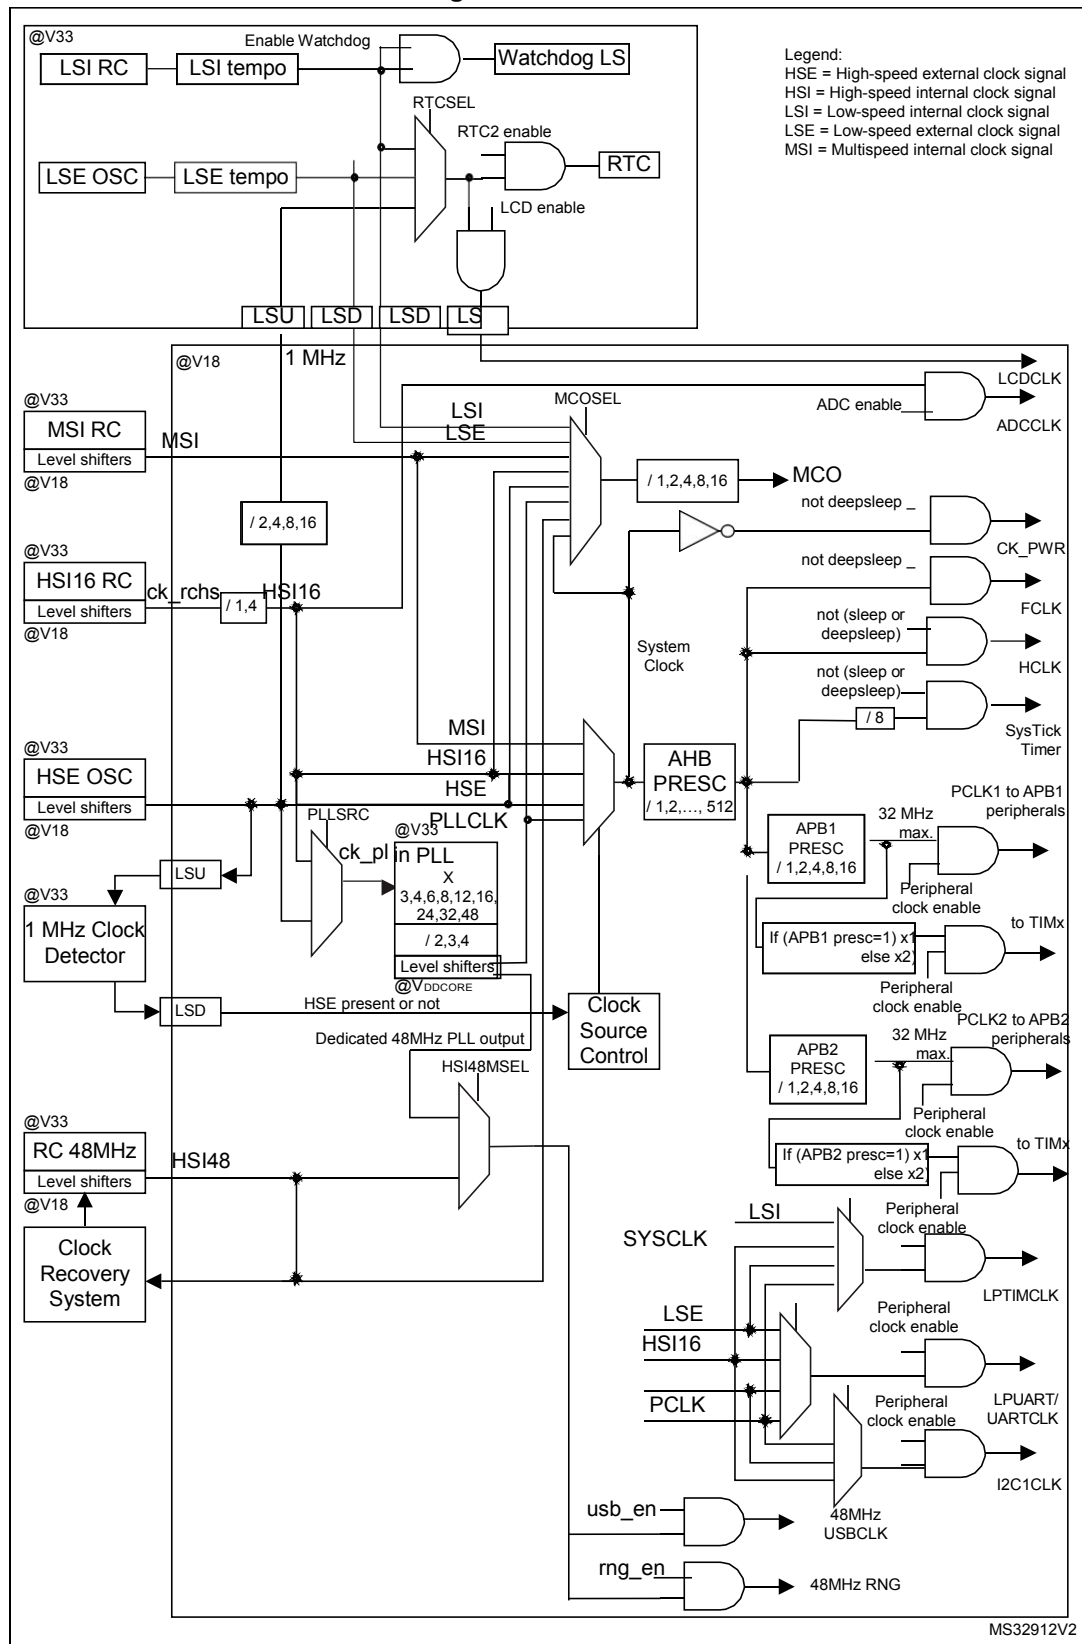 @V33
Enable Watchdog
LSI RC
LSI tempo
Watchdog LS
Legend:
HSE = High-speed external clock signal
HSI = High-speed internal clock signal
LSI = Low-speed internal clock signal
LSE = Low-speed external clock signal
MSI = Multispeed internal clock signal
RTCSEL
RTC2 enable
LSE OSC
LSE tempo
RTC
LCD enable
LSU
LSD
LSD
LS
@V18
1 MHz
LCDCLK
@V33
MSI RC
Level shifters
@V18
MSI
LSI
LSE
MCOSEL
ADC enable
ADCCLK
/ 1,2,4,8,16
MCO
/ 2,4,8,16
not deepsleep
CK_PWR
@V33
HSI16 RC
Level shifters
@V18
ck_rchs
/ 1,4
HSI16
not deepsleep
FCLK
System
Clock
not (sleep or
deepsleep)
HCLK
not (sleep or
deepsleep)
/ 8
SysTick
Timer
@V33
HSE OSC
Level shifters
@V18
MSI
HSI16
HSE
PLLCLK
AHB
PRESC
/ 1,2,..., 512
PCLK1 to APB1
peripherals
32 MHz
max.
APB1
PRESC
/ 1,2,4,8,16
Peripheral
clock enable
PLLSRC
@V33
ck_pllin
PLL
X
3,4,6,8,12,16,
24,32,48
/ 2,3,4
Level shifters
@VDDCORE
LSU
@V33
1 MHz Clock
Detector
LSD
HSE present or not
Clock
Source
Control
If (APB1 presc=1) x1
else x2)
to TIMx
Peripheral
clock enable
Dedicated 48MHz PLL output
PCLK2 to APB2
peripherals
32 MHz
max.
APB2
PRESC
/ 1,2,4,8,16
Peripheral
clock enable
HSI48MSEL
@V33
RC 48MHz
Level shifters
@V18
HSI48
If (APB2 presc=1) x1
else x2)
to TIMx
Peripheral
clock enable
Clock
Recovery
System
LSI
SYSCLK
LPTIMCLK
LSE
HSI16
PCLK
Peripheral
clock enable
LPUART/
UARTCLK
Peripheral
clock enable
I2C1CLK
usb_en
48MHz
USBCLK
rng_en
48MHz RNG
MS32912V2